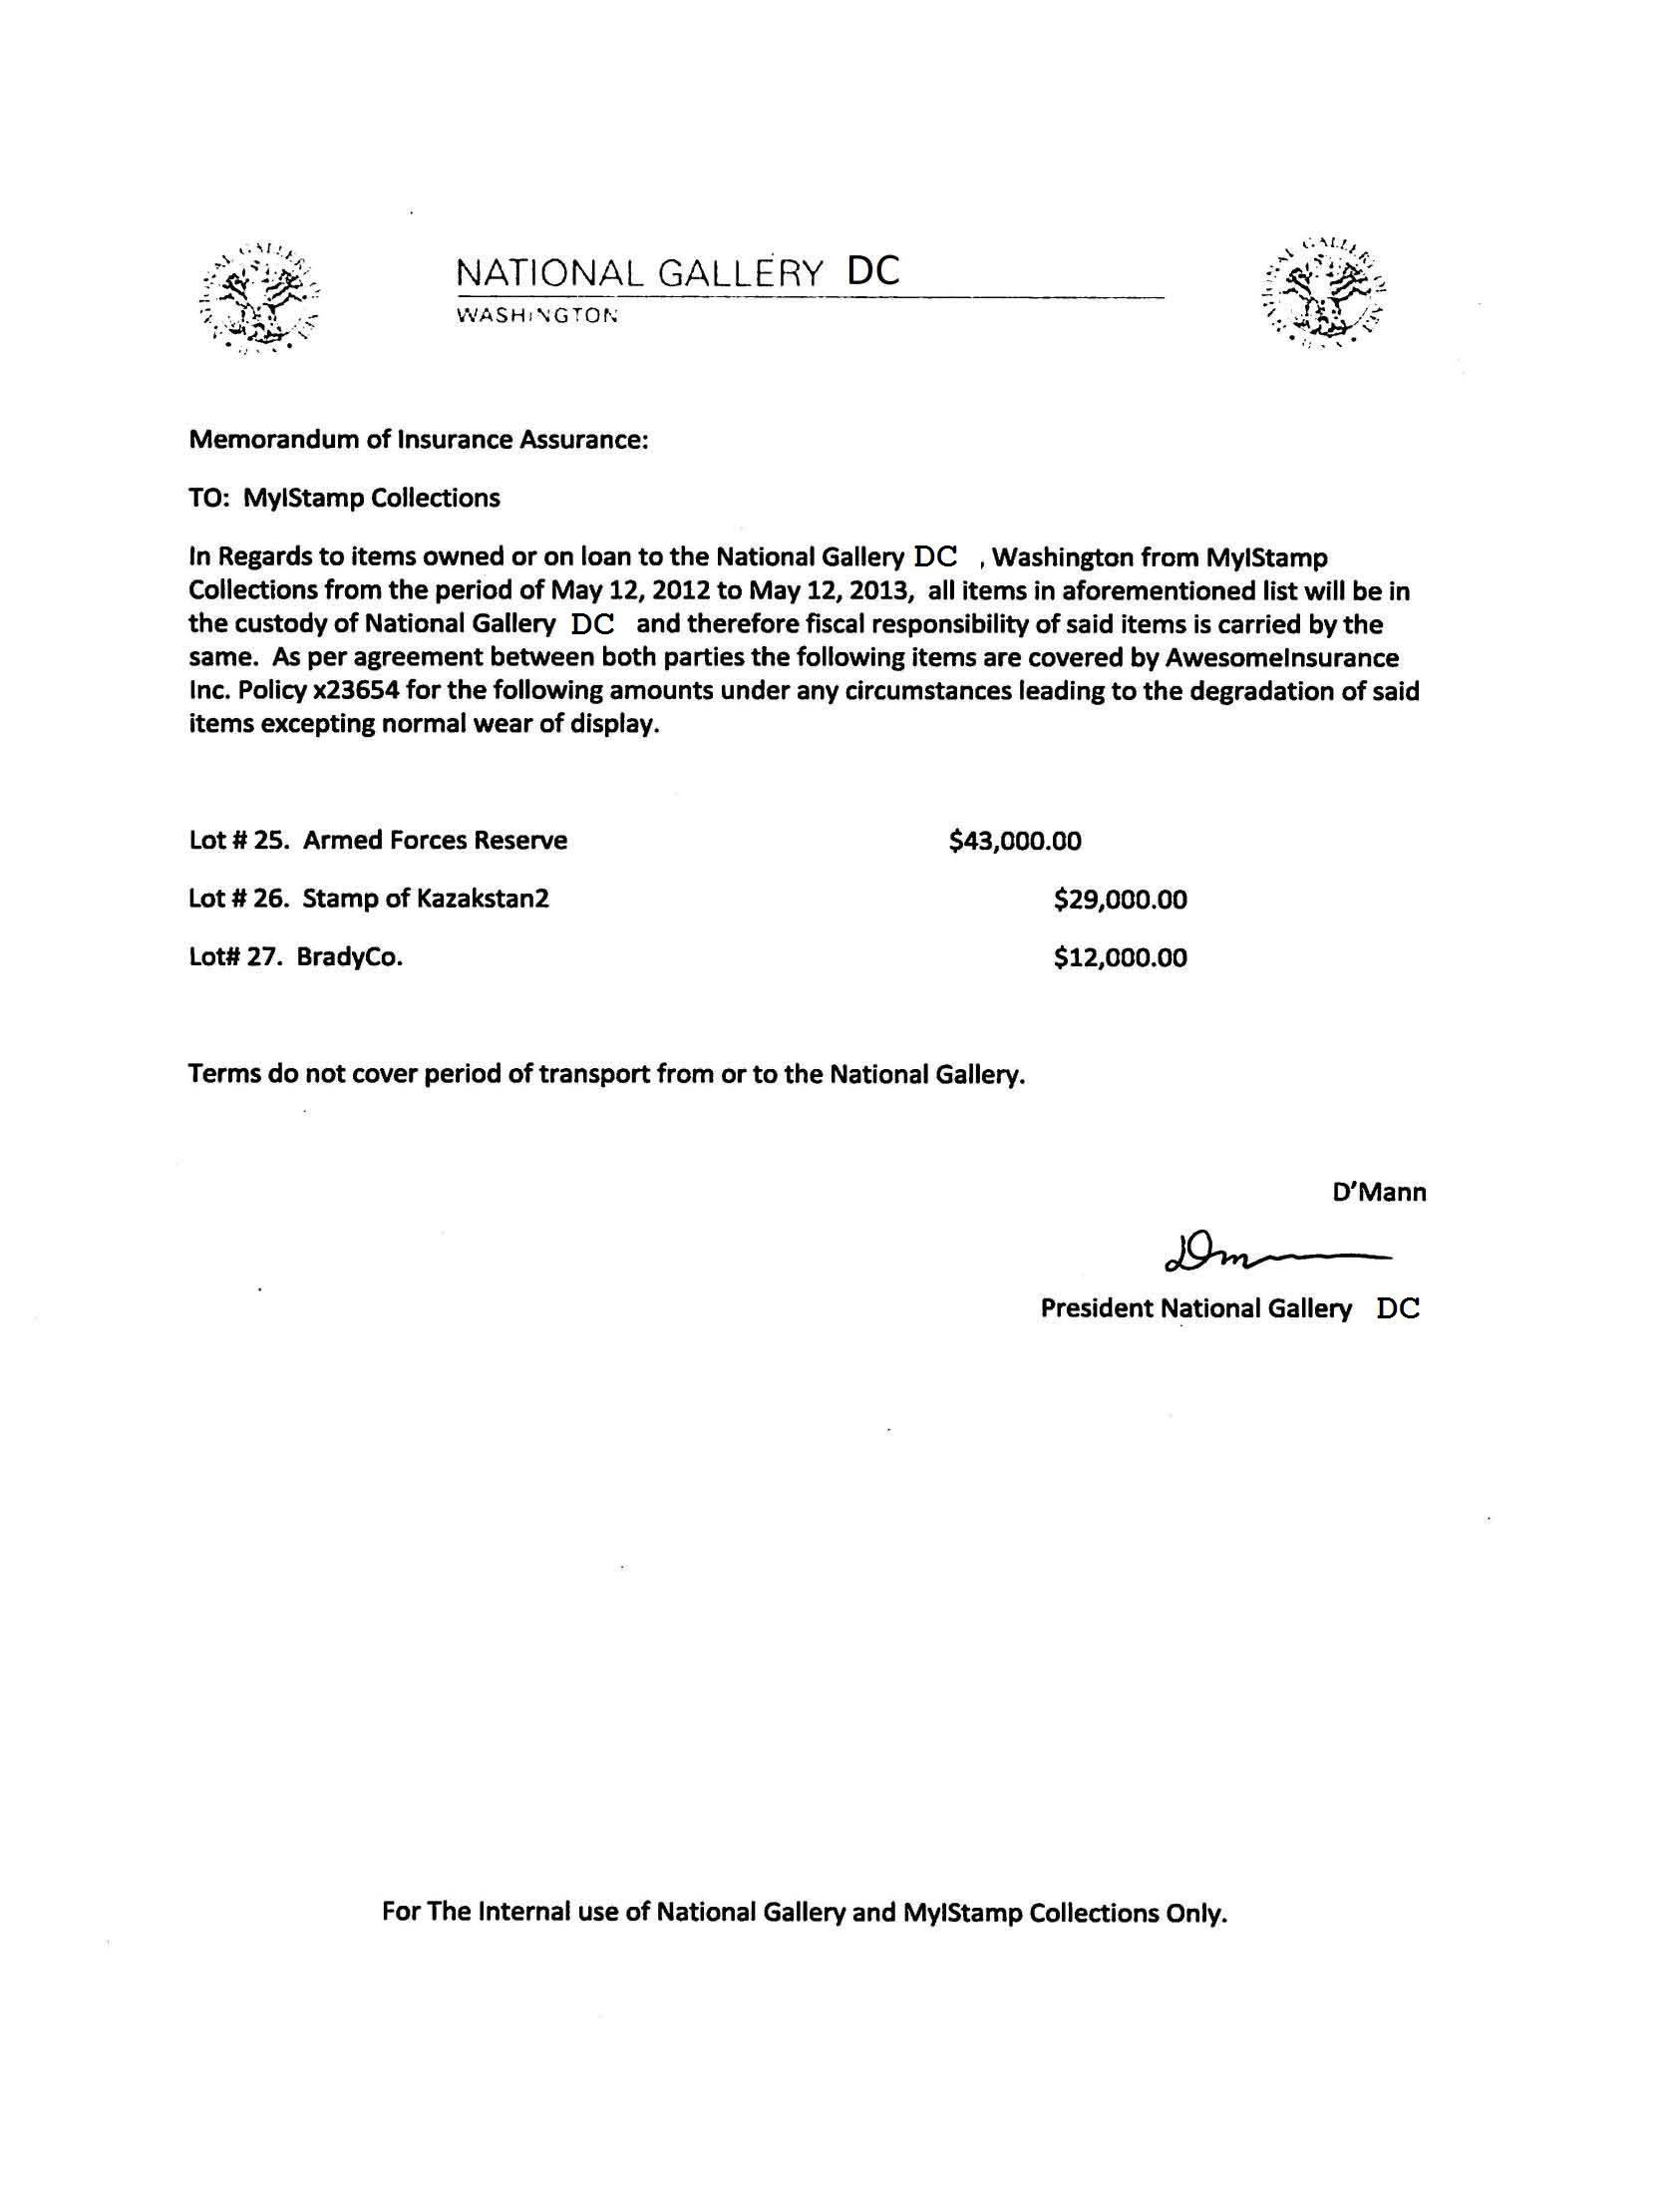 NATIONAL GALLERY DC
WASHINGTON
Memorandum of Insurance Assurance:
TO: MyIStamp Collections
In Regards to items owned or on loan to the National Gallery DC , Washington from MyIStamp
Collections from the period of May 12, 2012 to May 12, 2013, all items in aforementioned list will be in
the custody of National Gallery DC and therefore fiscal responsibility of said items is carried by the
same. As per agreement between both parties the following items are covered by AwesomeInsurance
Inc. Policy x23654 for the following amounts under any circumstances leading to the degradation of said
items excepting normal wear of display.
Lot # 25. Armed Forces Reserve $43,000.00
Lot # 26. Stamp of Kazakstan2 $29,000.00
Lot# 27. BradyCo. $12,000.00
Terms do not cover period of transport from or to the National Gallery.
D'Mann
President National Gallery DC
For The Internal use of National Gallery and MyIStamp Collections Only.